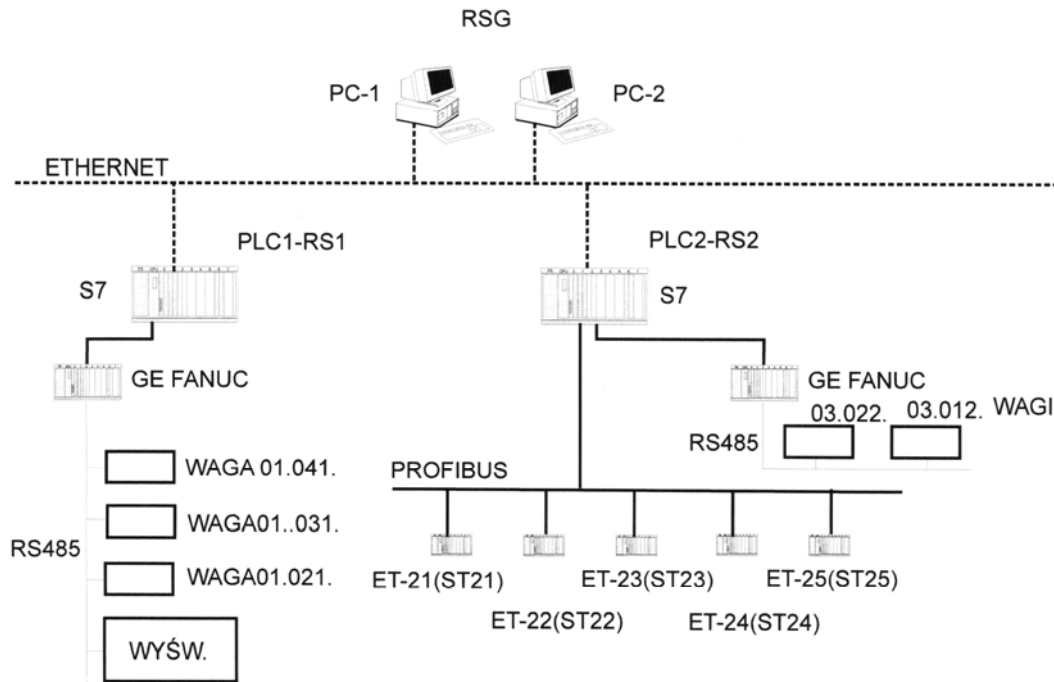 RSG
PC-1
PC-2
ETHERNET
PLC1-RS1
PLC2-RS2
S7
S7
GE FANUC
GE FANUC
03.022.
03.012.
WAGI
RS485
WAGA 01.041.
PROFIBUS
WAGA01..031.
RS485
WAGA01.021.
ET-21(ST21)
ET-23(ST23)
ET-25(ST25)
ET-22(ST22)
ET-24(ST24)
WYŚW.